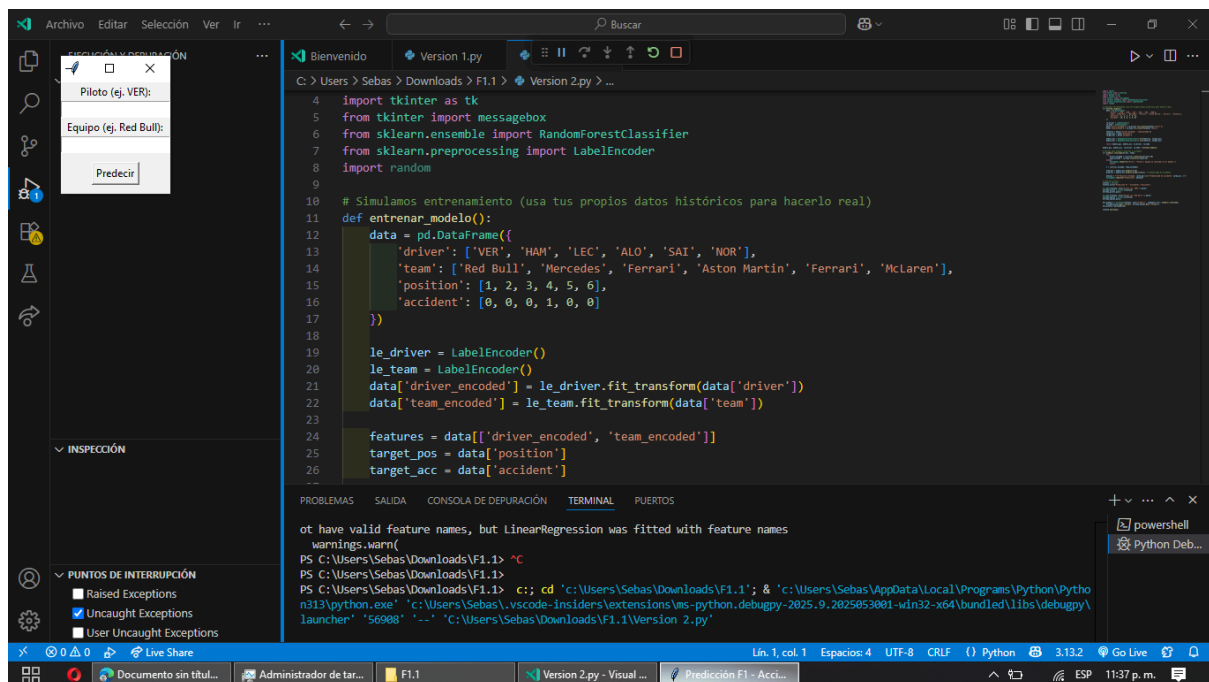 Archivo Editar Selección Ver Ir ···
Buscar
Piloto (ej. VER):
Equipo (ej. Red Bull):
Predecir
INSPECCIÓN
PUNTOS DE INTERRUPCIÓN
Raised Exceptions
Uncaught Exceptions
User Uncaught Exceptions
Bienvenido
Version 1.py
C: > Users > Sebas > Downloads > F1.1 > Version 2.py > ...
4 import tkinter as tk
5 from tkinter import messagebox
6 from sklearn.ensemble import RandomForestClassifier
7 from sklearn.preprocessing import LabelEncoder
8 import random
9
10 # Simulamos entrenamiento (usa tus propios datos históricos para hacerlo real)
11 def entrenar_modelo():
12 data = pd.DataFrame({
13 'driver': ['VER', 'HAM', 'LEC', 'ALO', 'SAI', 'NOR'],
14 'team': ['Red Bull', 'Mercedes', 'Ferrari', 'Aston Martin', 'Ferrari', 'McLaren'],
15 'position': [1, 2, 3, 4, 5, 6],
16 'accident': [0, 0, 0, 1, 0, 0]
17 })
18
19 le_driver = LabelEncoder()
20 le_team = LabelEncoder()
21 data['driver_encoded'] = le_driver.fit_transform(data['driver'])
22 data['team_encoded'] = le_team.fit_transform(data['team'])
23
24 features = data[['driver_encoded', 'team_encoded']]
25 target_pos = data['position']
26 target_acc = data['accident']
PROBLEMAS SALIDA CONSOLA DE DEPURACIÓN TERMINAL PUERTOS
ot have valid feature names, but LinearRegression was fitted with feature names
warnings.warn(
PS C:\Users\Sebas\Downloads\F1.1> ^C
PS C:\Users\Sebas\Downloads\F1.1>
PS C:\Users\Sebas\Downloads\F1.1> c:; cd 'c:\Users\Sebas\Downloads\F1.1'; & 'c:\Users\Sebas\AppData\Local\Programs\Python\Pytho
n313\python.exe' 'c:\Users\Sebas\.vscode-insiders\extensions\ms-python.debugpy-2025.9.2025053001-win32-x64\bundled\libs\debugpy\
launcher' '56908' '--' 'C:\Users\Sebas\Downloads\F1.1\Version 2.py'
powershell
Python Deb...
0 0 0 Live Share
Lín. 1, col. 1 Espacios: 4 UTF-8 CRLF {} Python 3.13.2 Go Live
Documento sin títul... Administrador de tar... F1.1 Version 2.py - Visual ... Predicción F1 - Acci... ESP 11:37 p. m.